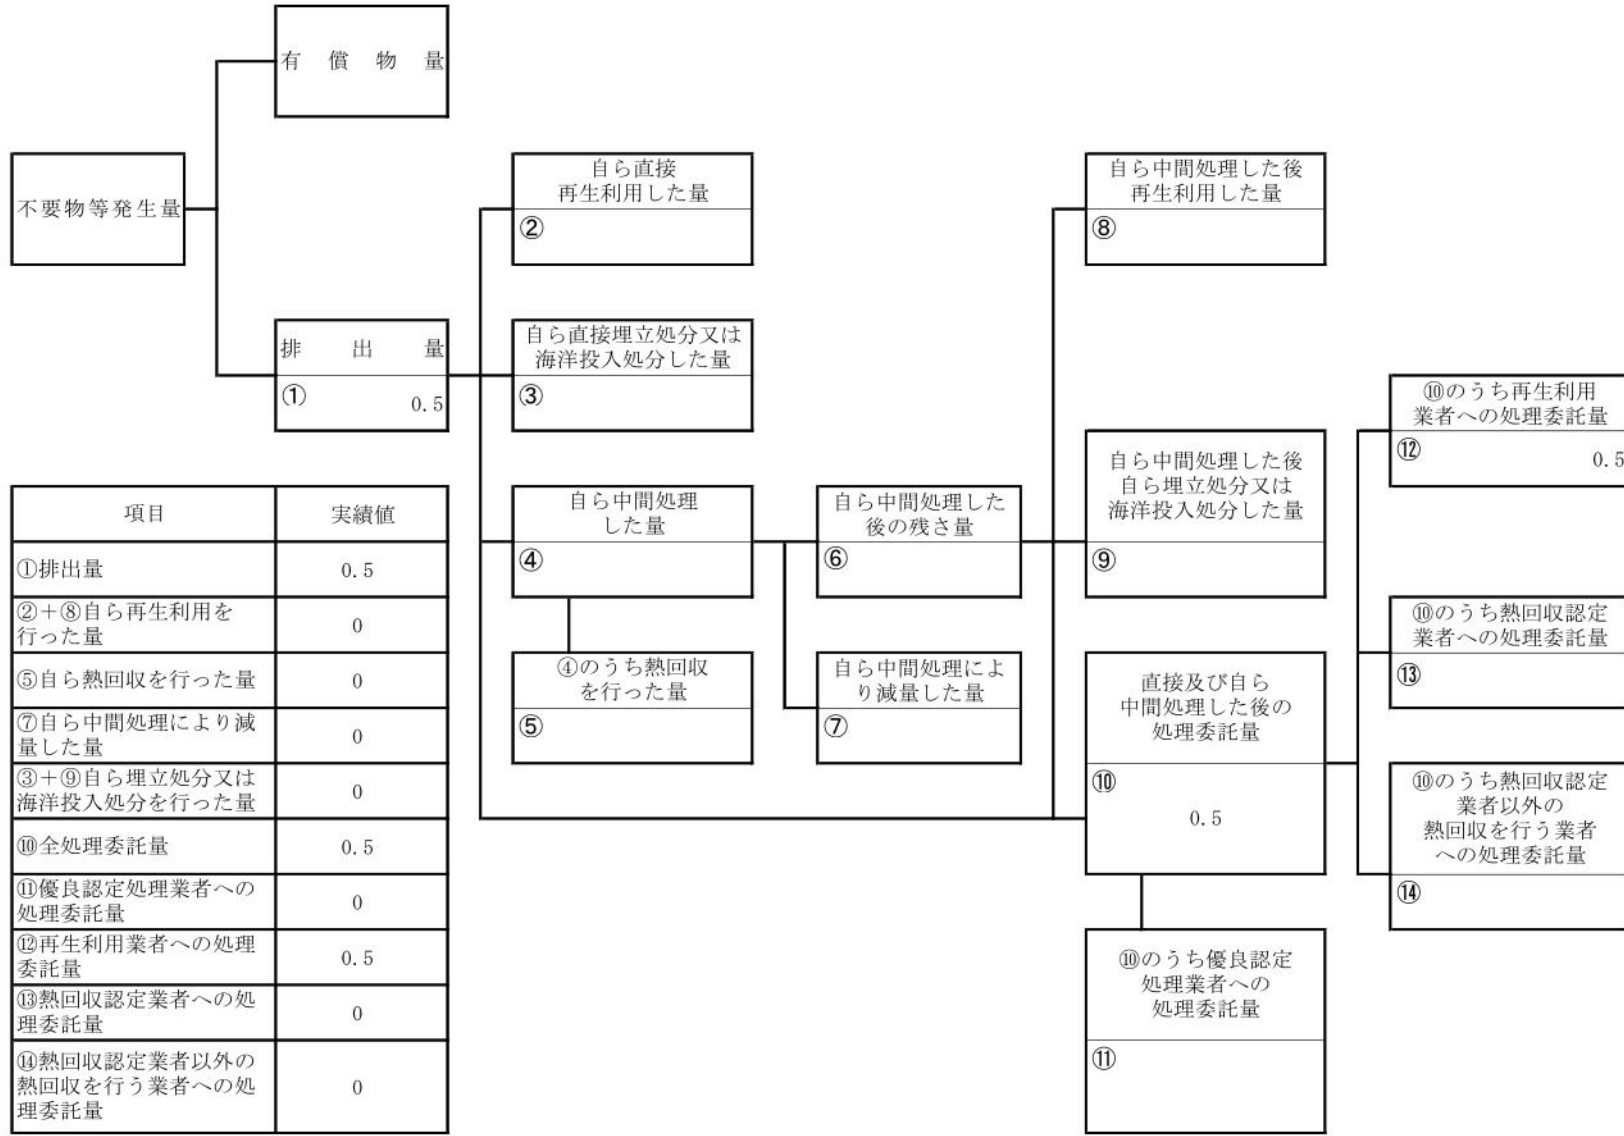 有償物量
不要物等発生量
排出量
①
0.5
自ら直接
再生利用した量
②
自ら直接埋立処分又は
海洋投入処分した量
③
自ら中間処理
した量
④
④のうち熱回収
を行った量
⑤
自ら中間処理した
後の残さ量
⑥
自ら中間処理によ
り減量した量
⑦
自ら中間処理した後
再生利用した量
⑧
自ら中間処理した後
自ら埋立処分又は
海洋投入処分した量
⑨
直接及び自ら
中間処理した後の
処理委託量
⑩
0.5
⑩のうち優良認定
処理業者への
処理委託量
⑪
⑩のうち再生利用
業者への処理委託量
⑫
0.5
⑩のうち熱回収認定
業者への処理委託量
⑬
⑩のうち熱回収認定
業者以外の
熱回収を行う業者
への処理委託量
⑭
項目 実績値
①排出量 0.5
②＋⑧自ら再生利用を
行った量 0
⑤自ら熱回収を行った量 0
⑦自ら中間処理により減
量した量 0
③＋⑨自ら埋立処分又は
海洋投入処分を行った量 0
⑩全処理委託量 0.5
⑪優良認定処理業者への
処理委託量 0
⑫再生利用業者への処理
委託量 0.5
⑬熱回収認定業者への処
理委託量 0
⑭熱回収認定業者以外の
熱回収を行う業者への処
理委託量 0